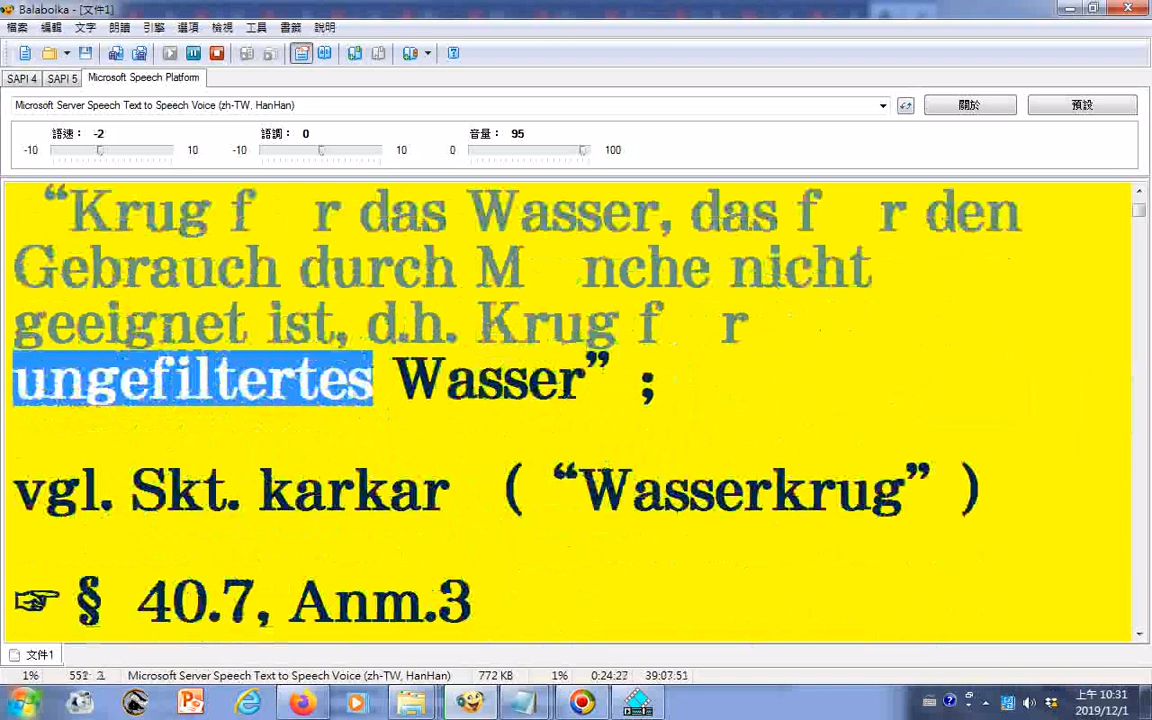 Balabolka - [文件1]
檔案 編輯 文字 朗讀 引擎 選項 檢視 工具 書籤 說明
SAPI 4 SAPI 5 Microsoft Speech Platform
Microsoft Server Speech Text to Speech Voice (zh-TW, HanHan)
關於 預設
語速： -2 語調： 0 音量： 95
-10 10 -10 10 0 100
“Krug f r das Wasser, das f r den
Gebrauch durch M nche nicht
geeignet ist, d.h. Krug f r
ungefiltertes Wasser” ;
vgl. Skt. karkar ( “Wasserkrug” )
☞ § 40.7, Anm.3
文件1
1% Microsoft Server Speech Text to Speech Voice (zh-TW, HanHan) 772 KB 1% 0:24:27 39:07:51
上午 10:31
2019/12/1